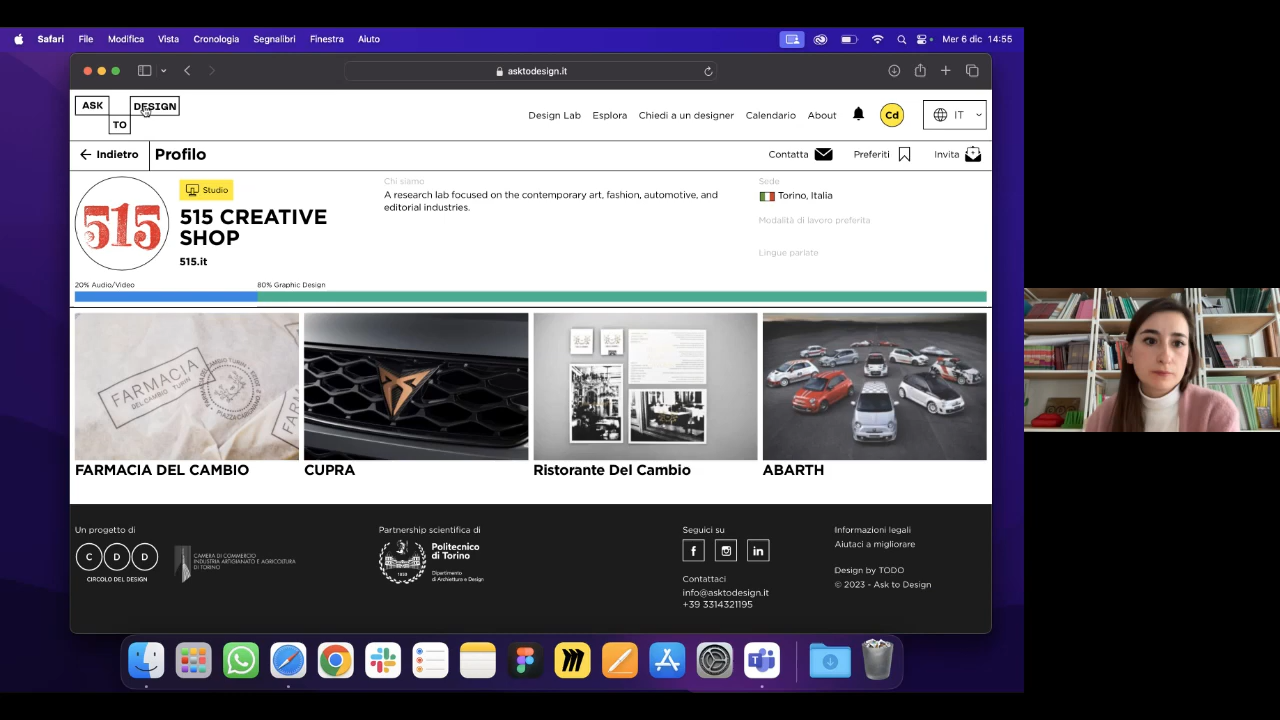 Safari File Modifica Vista Cronologia Segnalibri Finestra Aiuto Mer 6 dic 14:55
asktodesign.it
ASK TO DESIGN
Design Lab Esplora Chiedi a un designer Calendario About Cd IT
Indietro Profilo Contatta Preferiti Invita
515
Studio
515 CREATIVE
SHOP
515.it
Chi siamo
A research lab focused on the contemporary art, fashion, automotive, and
editorial industries.
Sede
Torino, Italia
Modalità di lavoro preferita
Lingue parlate
20% Audio/Video 80% Graphic Design
FARMACIA
DEL CAMBIO
FARMACIA DEL CAMBIO CUPRA Ristorante Del Cambio ABARTH
Un progetto di
C D D
CIRCOLO DEL DESIGN
CAMERA DI COMMERCIO
INDUSTRIA ARTIGIANATO E AGRICOLTURA
DI TORINO
Partnership scientifica di
Politecnico
di Torino
Dipartimento
di Architettura e Design
Seguici su
Contattaci
info@asktodesign.it
+39 3314321195
Informazioni legali
Aiutaci a migliorare
Design by TODO
© 2023 - Ask to Design